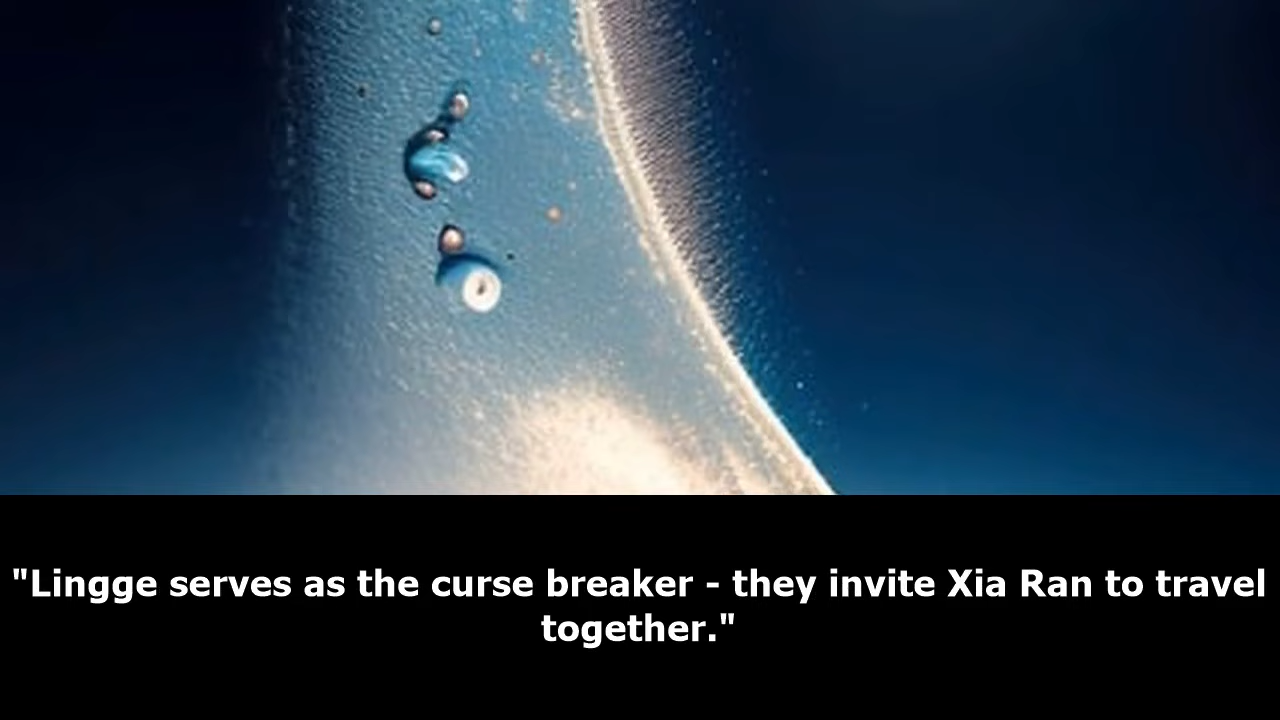 "Lingge serves as the curse breaker - they invite Xia Ran to travel
together."